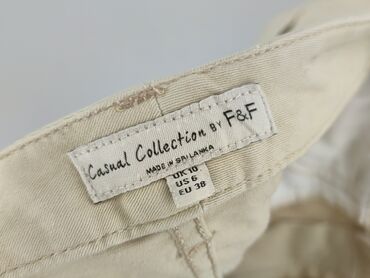 Casual Collection BY F&F
MADE IN SRI LANKA
UK 10
US 6
EU 38